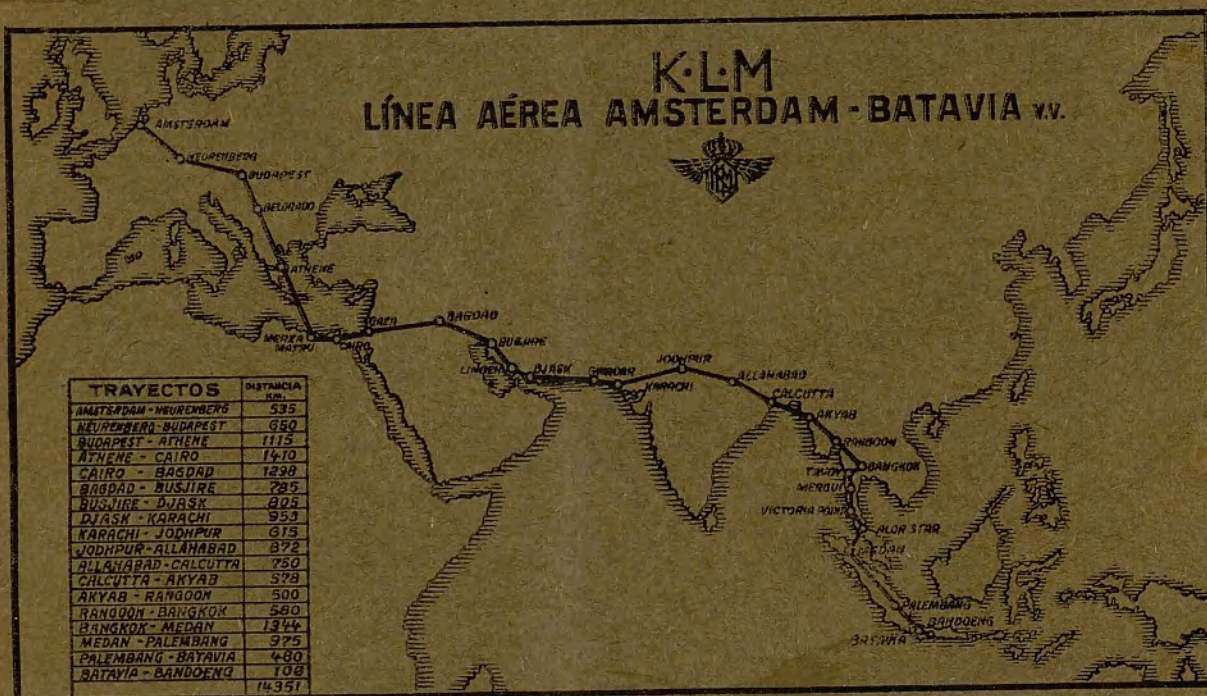 K·L·M
LÍNEA AÉREA AMSTERDAM - BATAVIA v.v.
KLM
AMSTERDAM
NEURENBERG
BUDAPEST
BELGRADO
ATHENE
MERZA
MATRU
CAIRO
GAZA
BAGDAD
BUSJIRE
LINGEH
DJASK
GWADAR
KARACHI
JODHPUR
ALLAHABAD
CALCUTTA
AKYAB
RANGOON
BANGKOK
TAVOY
MERGUI
VICTORIA POINT
ALOR STAR
MEDAN
PALEMBANG
BANDOENG
BATAVIA
TRAYECTOS DISTANCIA Km.
AMSTERDAM - NEURENBERG 535
NEURENBERG - BUDAPEST 650
BUDAPEST - ATHENE 1115
ATHENE - CAIRO 1410
CAIRO - BAGDAD 1298
BAGDAD - BUSJIRE 785
BUSJIRE - DJASK 805
DJASK - KARACHI 953
KARACHI - JODHPUR 615
JODHPUR - ALLAHABAD 872
ALLAHABAD - CALCUTTA 750
CALCUTTA - AKYAB 578
AKYAB - RANGOON 500
RANGOON - BANGKOK 580
BANGKOK - MEDAN 1344
MEDAN - PALEMBANG 975
PALEMBANG - BATAVIA 480
BATAVIA - BANDOENG 106
14351